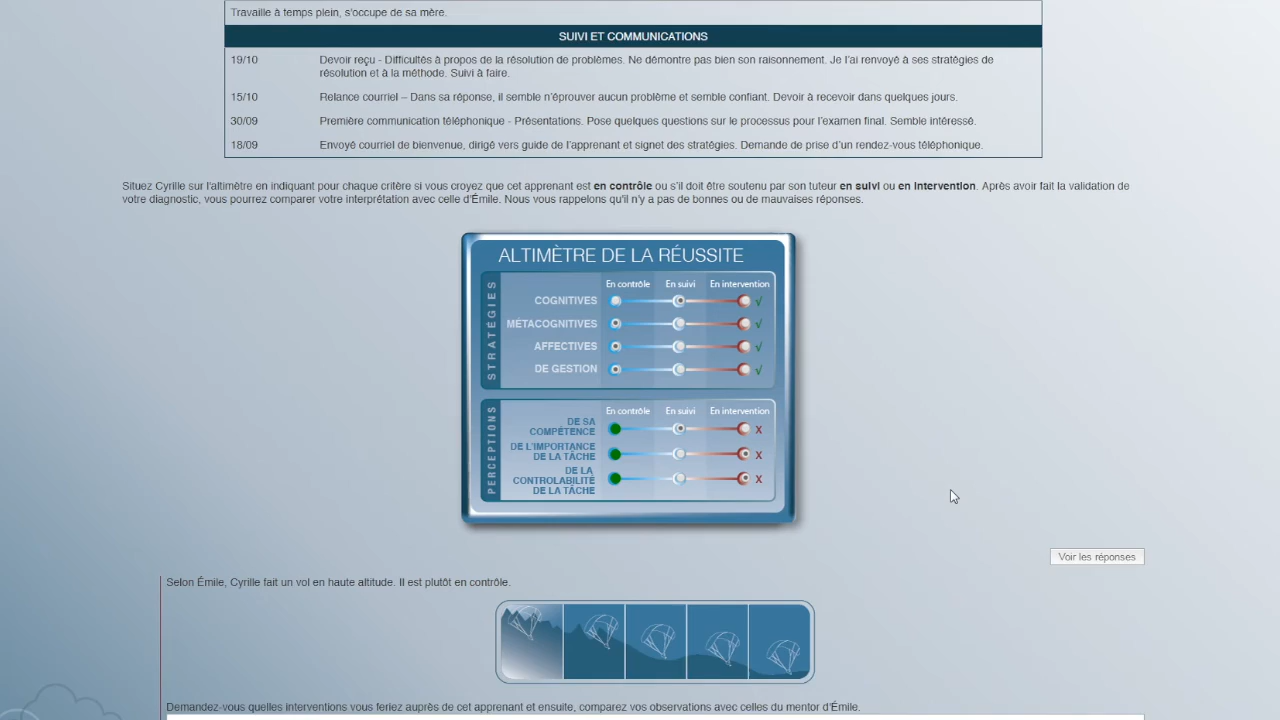 Travaille à temps plein, s'occupe de sa mère.
SUIVI ET COMMUNICATIONS
19/10 Devoir reçu - Difficultés à propos de la résolution de problèmes. Ne démontre pas bien son raisonnement. Je l'ai renvoyé à ses stratégies de
résolution et à la méthode. Suivi à faire.
15/10 Relance courriel – Dans sa réponse, il semble n'éprouver aucun problème et semble confiant. Devoir à recevoir dans quelques jours.
30/09 Première communication téléphonique - Présentations. Pose quelques questions sur le processus pour l'examen final. Semble intéressé.
18/09 Envoyé courriel de bienvenue, dirigé vers guide de l'apprenant et signet des stratégies. Demande de prise d'un rendez-vous téléphonique.
Situez Cyrille sur l'altimètre en indiquant pour chaque critère si vous croyez que cet apprenant est en contrôle ou s'il doit être soutenu par son tuteur en suivi ou en intervention. Après avoir fait la validation de
votre diagnostic, vous pourrez comparer votre interprétation avec celle d'Émile. Nous vous rappelons qu'il n'y a pas de bonnes ou de mauvaises réponses.
ALTIMÈTRE DE LA RÉUSSITE
STRATÉGIES
En contrôle En suivi En intervention
COGNITIVES √
MÉTACOGNITIVES √
AFFECTIVES √
DE GESTION √
PERCEPTIONS
En contrôle En suivi En intervention
DE SA
COMPÉTENCE X
DE L'IMPORTANCE
DE LA TÂCHE X
DE LA
CONTROLABILITÉ X
DE LA TÂCHE
Voir les réponses
Selon Émile, Cyrille fait un vol en haute altitude. Il est plutôt en contrôle.
Demandez-vous quelles interventions vous feriez auprès de cet apprenant et ensuite, comparez vos observations avec celles du mentor d'Émile.